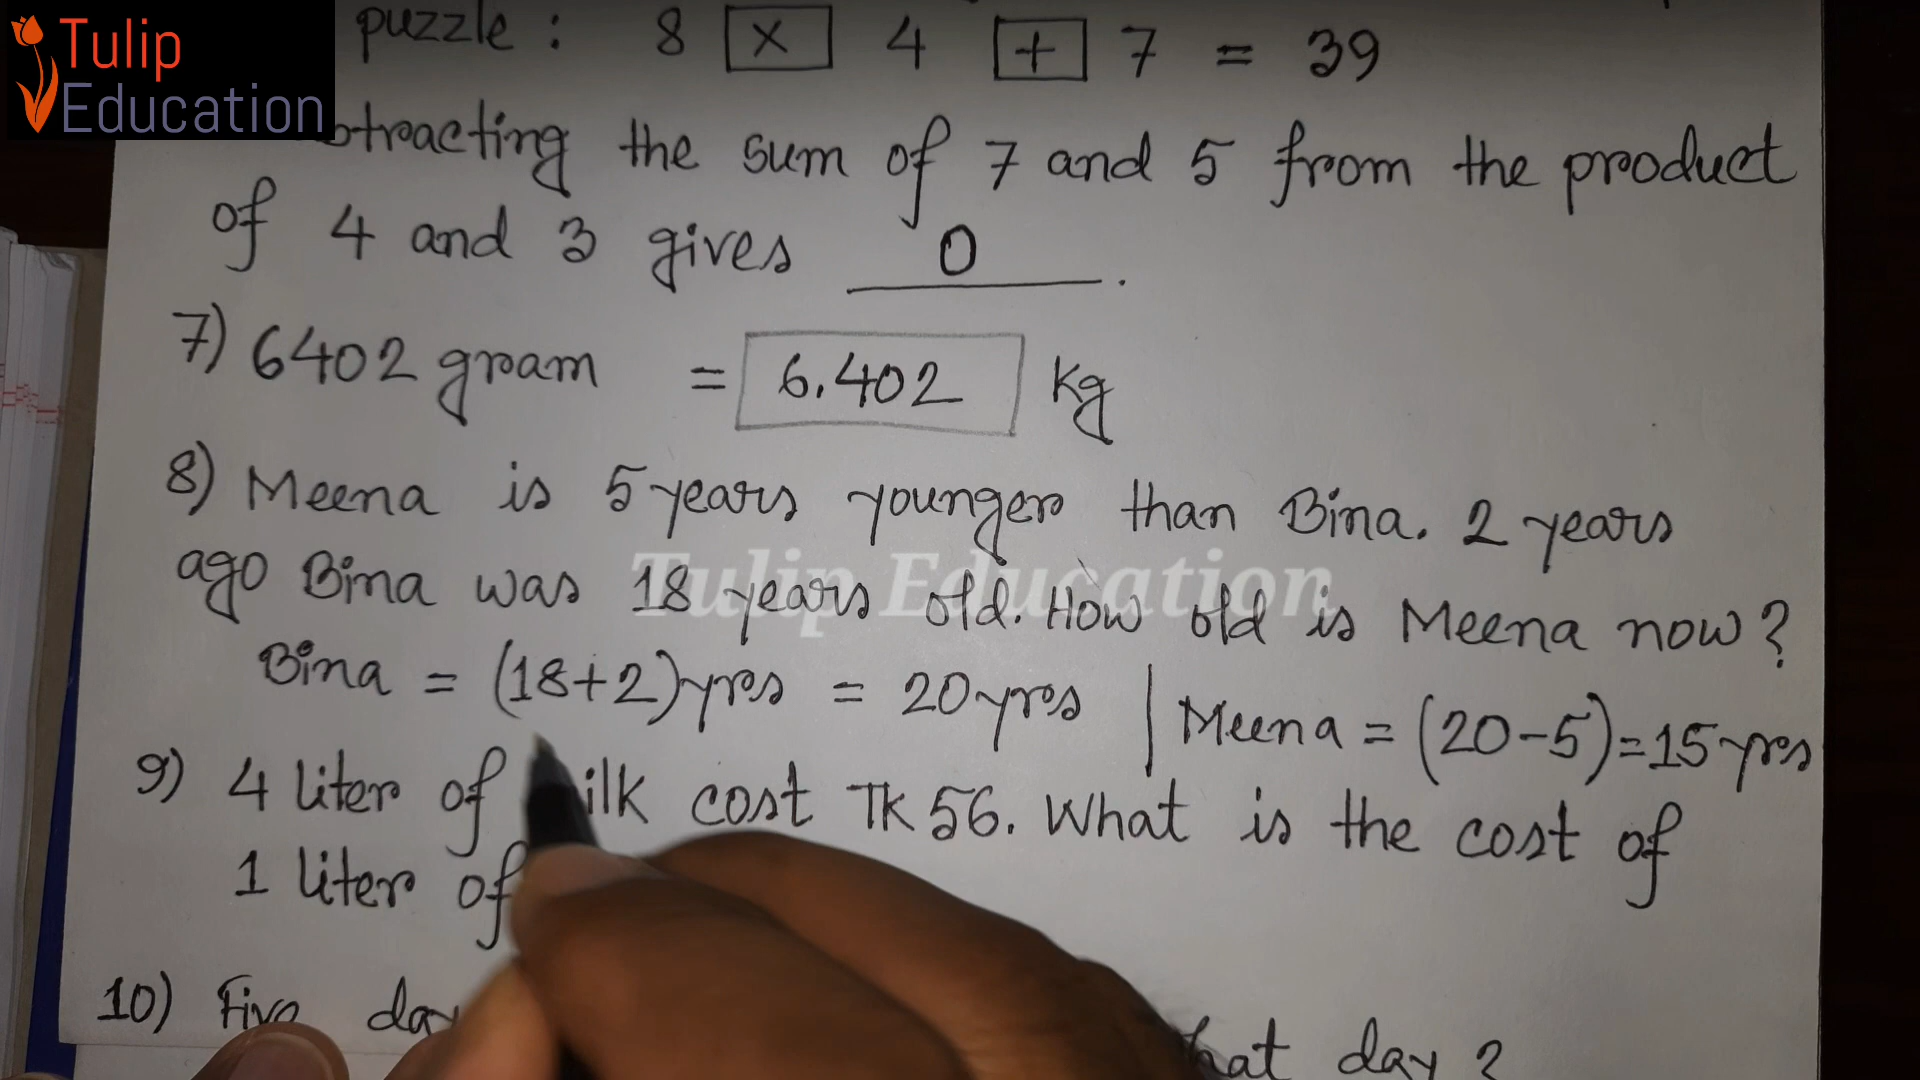 Tulip
Education
puzzle : 8 × 4 + 7 = 39
btracting the sum of 7 and 5 from the product
of 4 and 3 gives 0.
7) 6402 gram = 6.402 kg
8) Meena is 5 years younger than Bina. 2 years
ago Bina was 18 years old. How old is Meena now?
Tulip Education
Bina = (18+2)yrs = 20 yrs | Meena = (20-5)=15 yrs
9) 4 liter of ilk cost Tk 56. What is the cost of
1 liter of
10) Five day hat day?